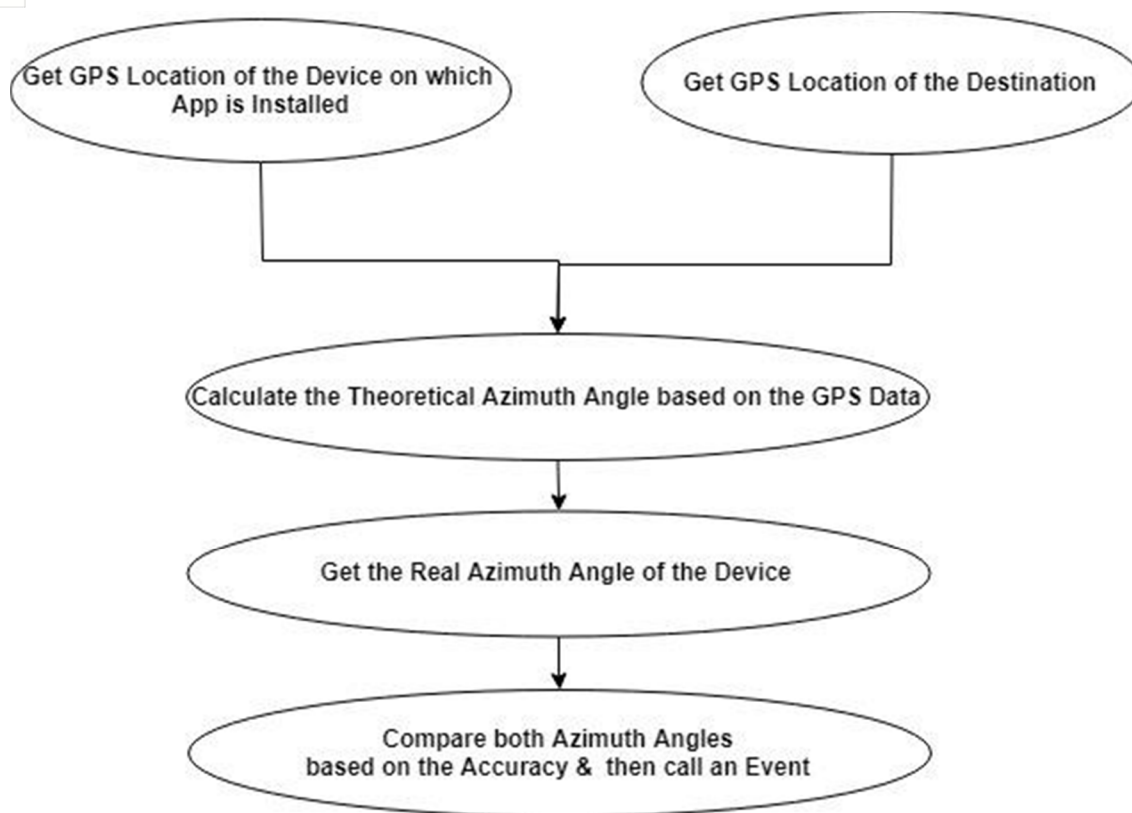 Get GPS Location of the Device on which
App is Installed
Get GPS Location of the Destination
Calculate the Theoretical Azimuth Angle based on the GPS Data
Get the Real Azimuth Angle of the Device
Compare both Azimuth Angles
based on the Accuracy & then call an Event